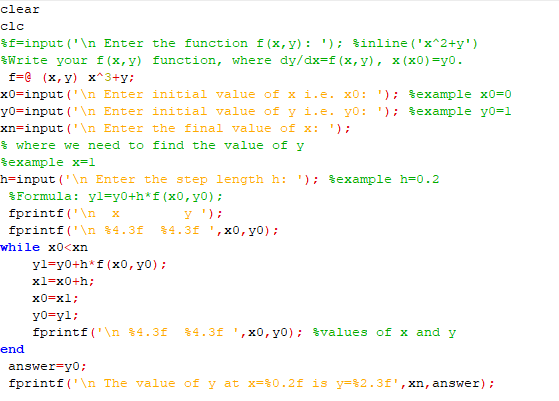 clear
clc
%f=input('\n Enter the function f(x,y): '); %inline('x^2+y')
%Write your f(x,y) function, where dy/dx=f(x,y), x(x0)=y0.
f=@ (x,y) x^3+y;
x0=input('\n Enter initial value of x i.e. x0: '); %example x0=0
y0=input('\n Enter initial value of y i.e. y0: '); %example y0=1
xn=input('\n Enter the final value of x: ');
% where we need to find the value of y
%example x=1
h=input('\n Enter the step length h: '); %example h=0.2
%Formula: y1=y0+h*f(x0,y0);
fprintf('\n x y ');
fprintf('\n %4.3f %4.3f ',x0,y0);
while x0<xn
y1=y0+h*f(x0,y0);
x1=x0+h;
x0=x1;
y0=y1;
fprintf('\n %4.3f %4.3f ',x0,y0); %values of x and y
end
answer=y0;
fprintf('\n The value of y at x=%0.2f is y=%2.3f',xn,answer);